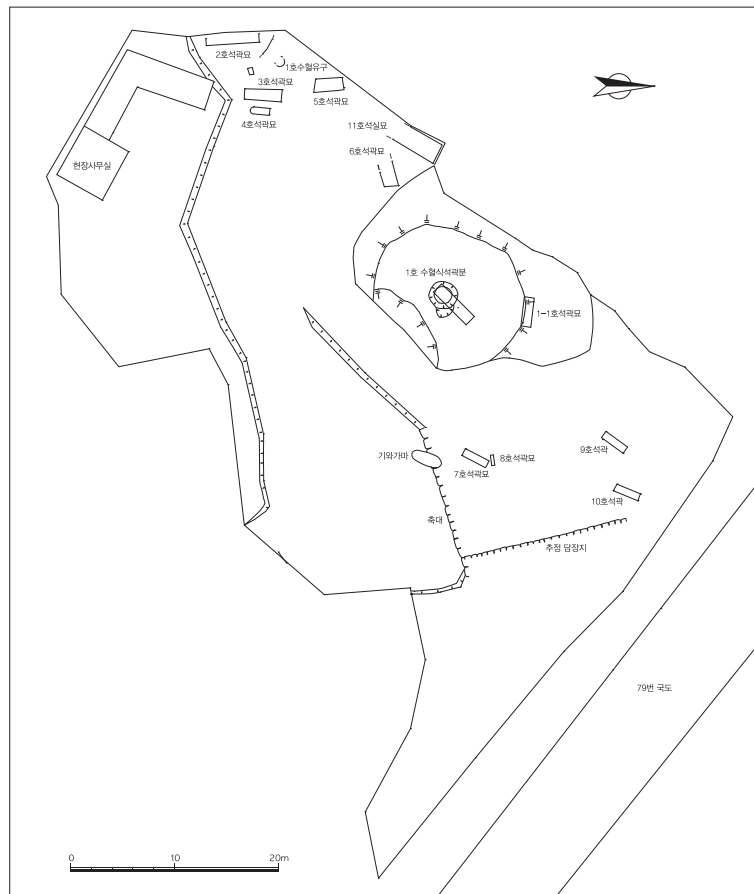 2호석곽묘
1호수혈유구
3호석곽묘
5호석곽묘
4호석곽묘
11호석실묘
6호석곽묘
현장사무실
1호 수혈식석곽분
1-1호석곽묘
9호석곽
기와가마
8호석곽묘
7호석곽묘
10호석곽
축대
추정 담장지
79번 국도
0 10 20m